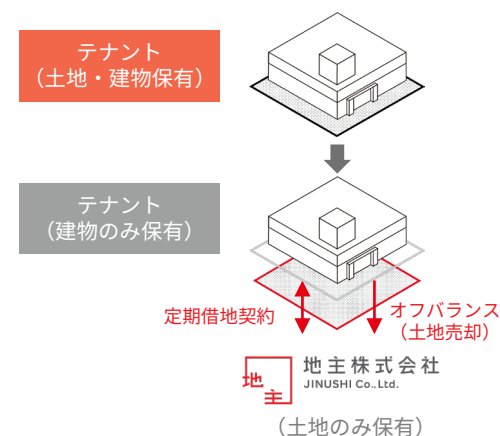 テナント
（土地・建物保有）
テナント
（建物のみ保有）
定期借地契約
オフバランス
（土地売却）
地主
地主株式会社
JINUSHI Co., Ltd.
（土地のみ保有）